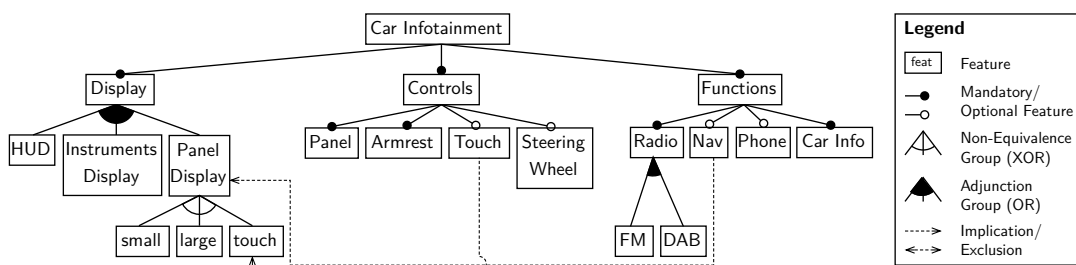 Car Infotainment
Display
Controls
Functions
HUD
Instruments
Display
Panel
Display
Panel
Armrest
Touch
Steering
Wheel
Radio
Nav
Phone
Car Info
small
large
touch
FM
DAB
Legend
feat
Feature
Mandatory/
Optional Feature
Non-Equivalence
Group (XOR)
Adjunction
Group (OR)
Implication/
Exclusion